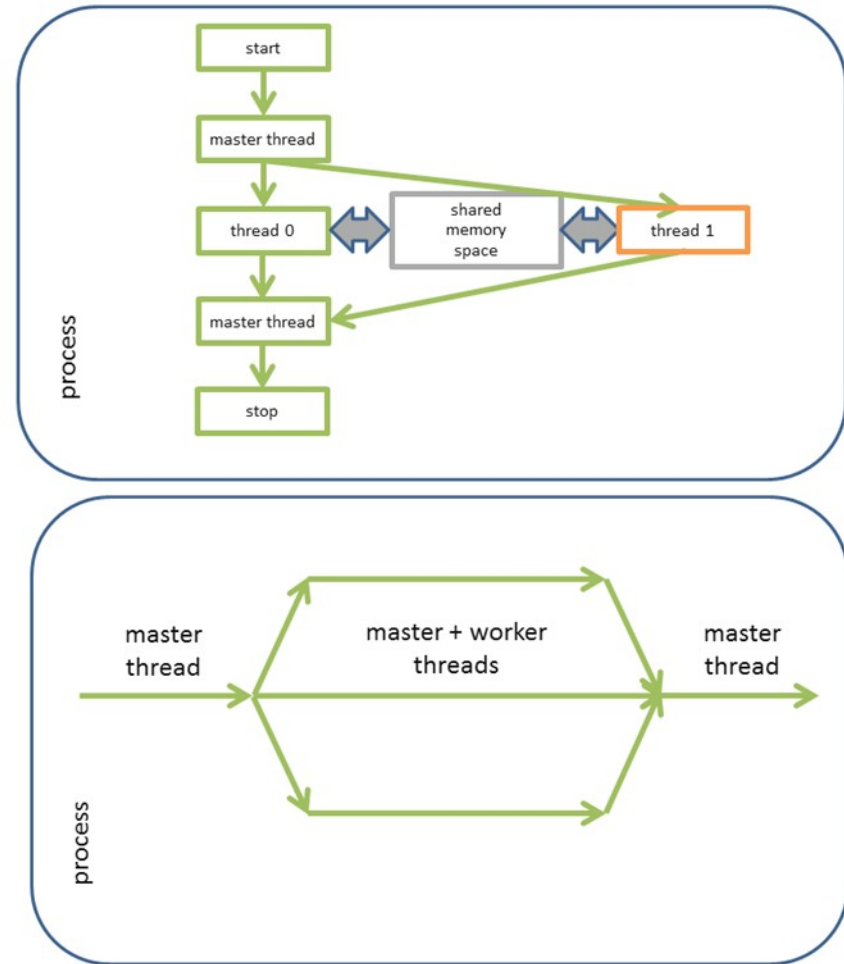 start
master thread
thread 0
shared
memory
space
thread 1
master thread
stop
process
master
thread
master + worker
threads
master
thread
process